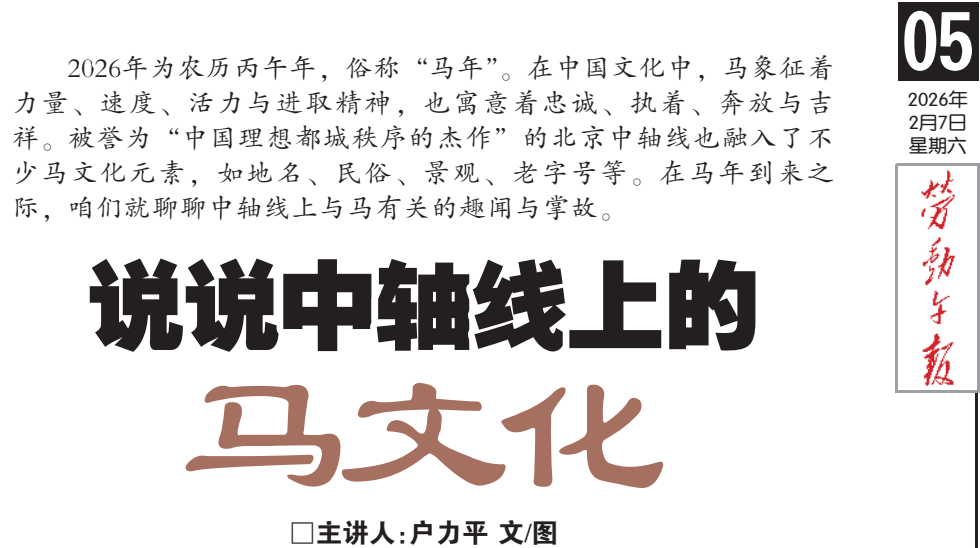 2026年为农历丙午年，俗称“马年”。在中国文化中，马象征着
力量、速度、活力与进取精神，也寓意着忠诚、执着、奔放与吉
祥。被誉为“中国理想都城秩序的杰作”的北京中轴线也融入了不
少马文化元素，如地名、民俗、景观、老字号等。在马年到来之
际，咱们就聊聊中轴线上与马有关的趣闻与掌故。
说说中轴线上的
马文化
□主讲人:户力平 文/图
05
2026年
2月7日
星期六
勞動午報